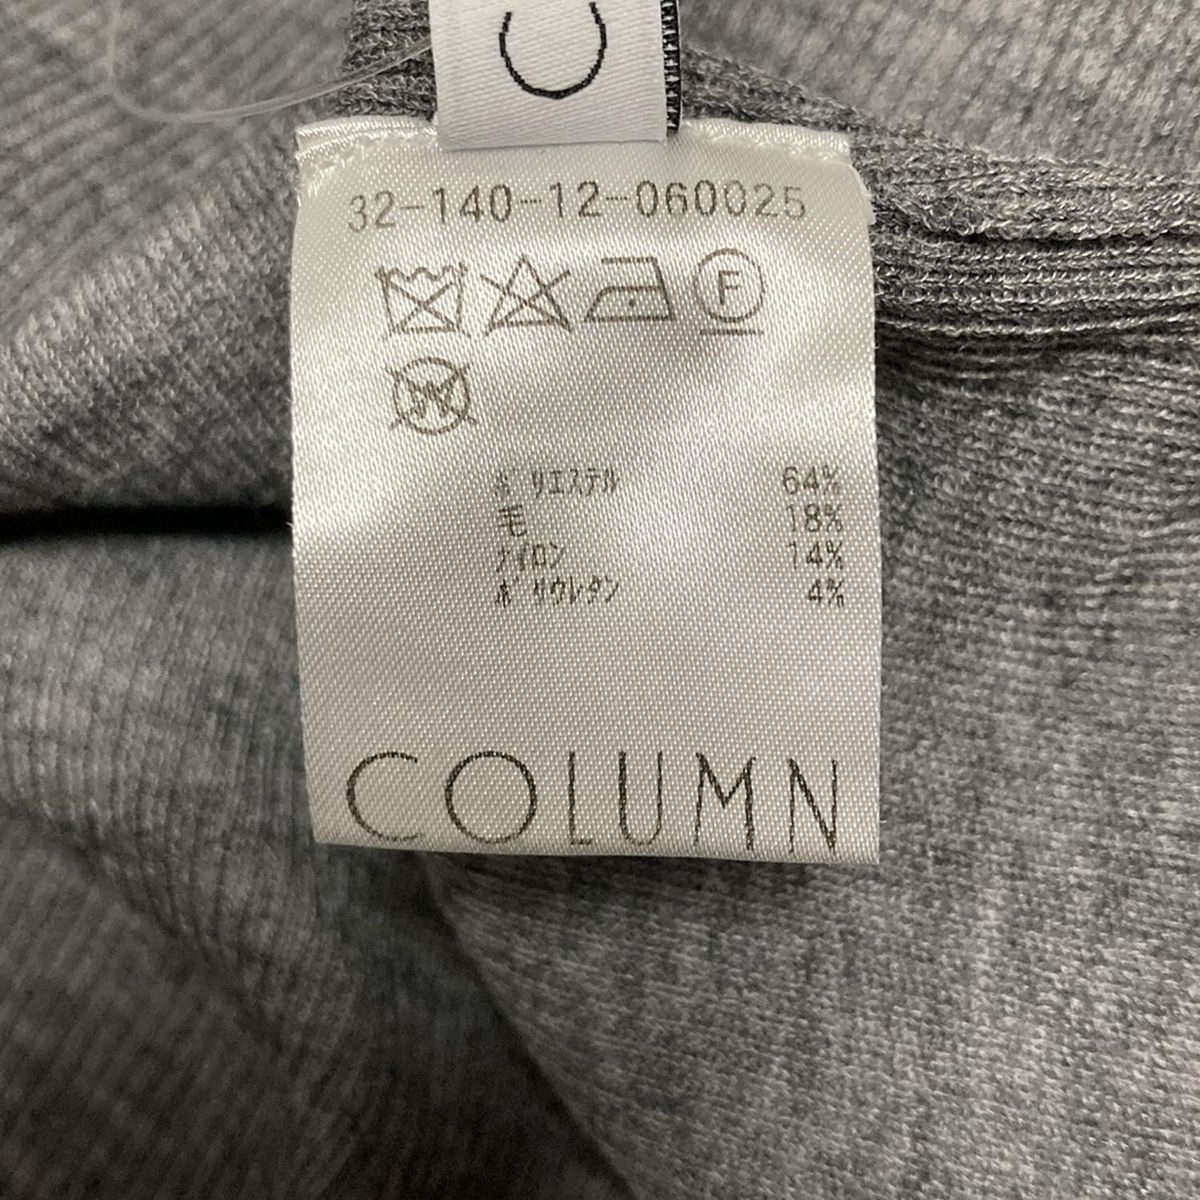 32-140-12-060025
F
W
ポリエステル 64%
毛 18%
ナイロン 14%
ポリウレタン 4%
COLUMN